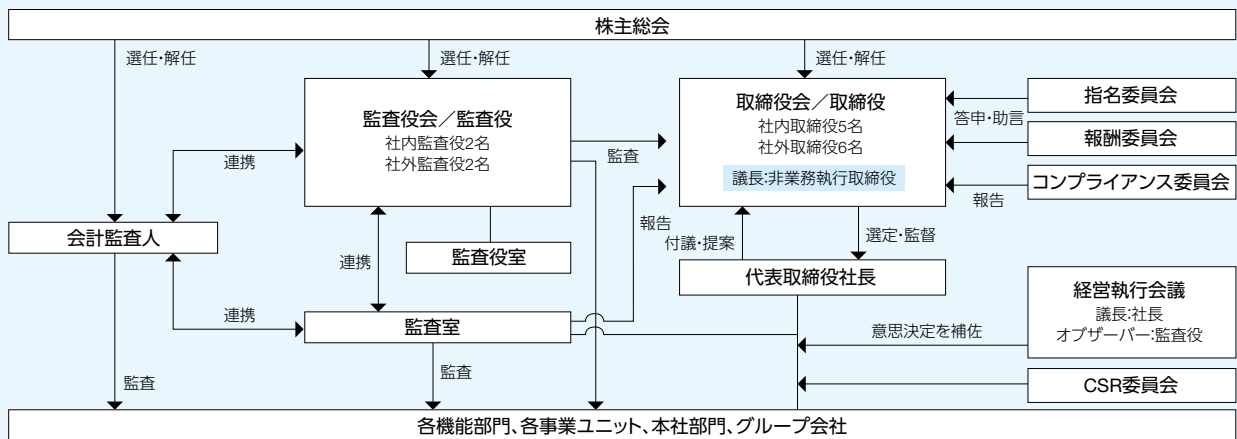 株主総会
選任・解任
選任・解任
選任・解任
監査役会／監査役
社内監査役2名
社外監査役2名
取締役会／取締役
社内取締役5名
社外取締役6名
議長:非業務執行取締役
指名委員会
答申・助言
報酬委員会
コンプライアンス委員会
報告
連携
監査
会計監査人
監査役室
連携
報告
付議・提案
選定・監督
代表取締役社長
経営執行会議
議長:社長
オブザーバー:監査役
連携
監査室
意思決定を補佐
監査
監査
CSR委員会
各機能部門、各事業ユニット、本社部門、グループ会社